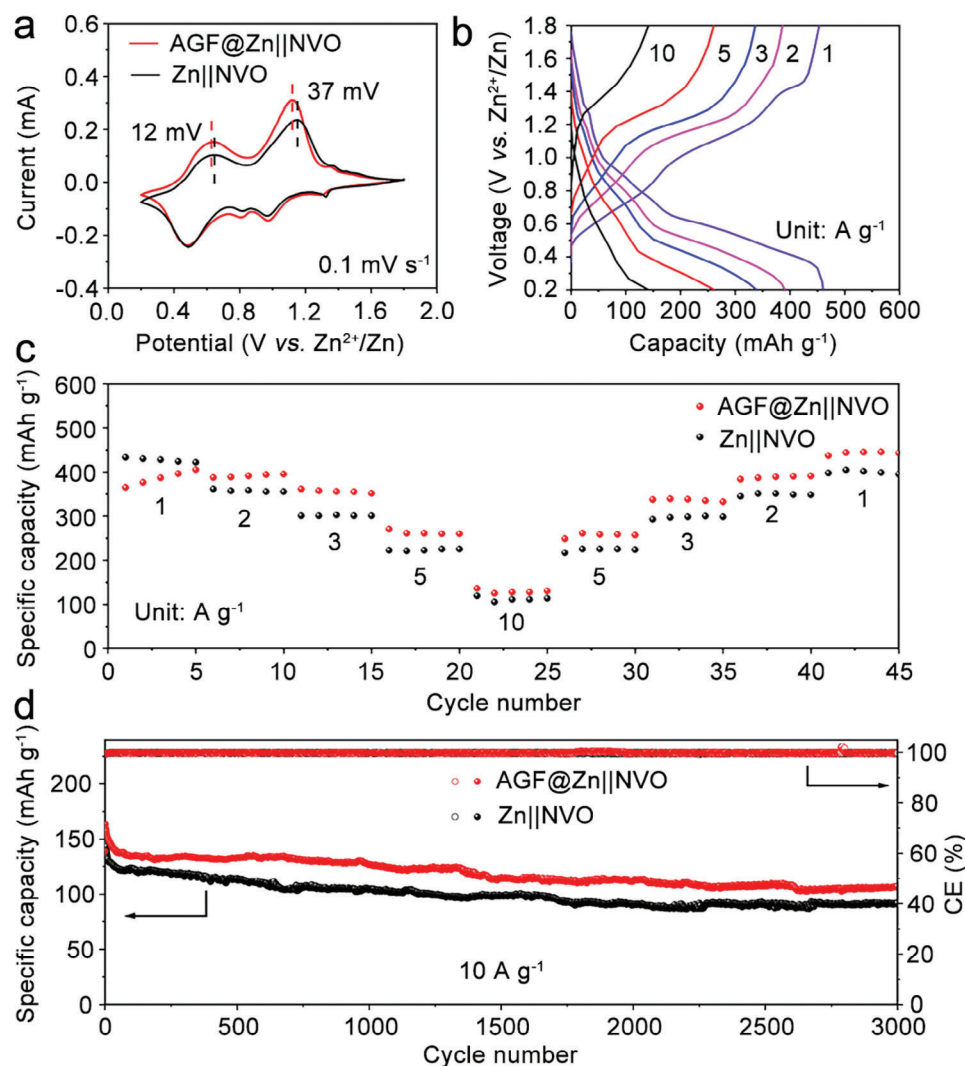 a
0.6
0.4
0.2
0.0
-0.2
-0.4
Current (mA)
AGF@Zn||NVO
Zn||NVO
12 mV
37 mV
0.1 mV s⁻¹
0.0 0.4 0.8 1.2 1.6 2.0
Potential (V vs. Zn²⁺/Zn)
b
1.8
1.6
1.4
1.2
1.0
0.8
0.6
0.4
0.2
Voltage (V vs. Zn²⁺/Zn)
10 5 3 2 1
Unit: A g⁻¹
0 100 200 300 400 500 600
Capacity (mAh g⁻¹)
c
600
500
400
300
200
100
0
Specific capacity (mAh g⁻¹)
AGF@Zn||NVO
Zn||NVO
1 2 3 5 10 5 3 2 1
Unit: A g⁻¹
0 5 10 15 20 25 30 35 40 45
Cycle number
d
200
150
100
75
50
25
0
Specific capacity (mAh g⁻¹)
AGF@Zn||NVO
Zn||NVO
10 A g⁻¹
100
80
60
40
20
0
CE (%)
0 500 1000 1500 2000 2500 3000
Cycle number